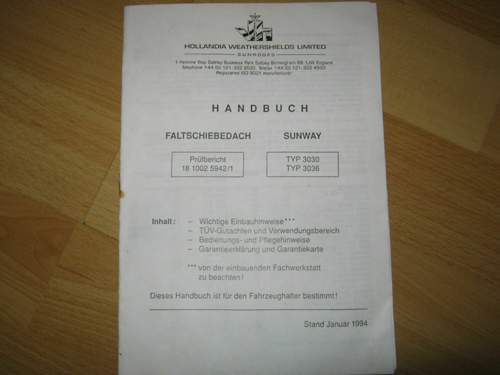 HOLLANDIA WEATHERSHIELDS LIMITED
SUNROOFS
HANDBUCH
FALTSCHIEBEDACH SUNWAY
Prüfbericht
18 1002 5942/1
TYP 3030
TYP 3036
Inhalt: – Wichtige Einbauhinweise***
– TÜV-Gutachten und Verwendungsbereich
– Bedienungs- und Pflegehinweise
– Garantieerklärung und Garantiekarte
*** von der einbauenden Fachwerkstatt
zu beachten!
Dieses Handbuch ist für den Fahrzeughalter bestimmt!
Stand Januar 1994